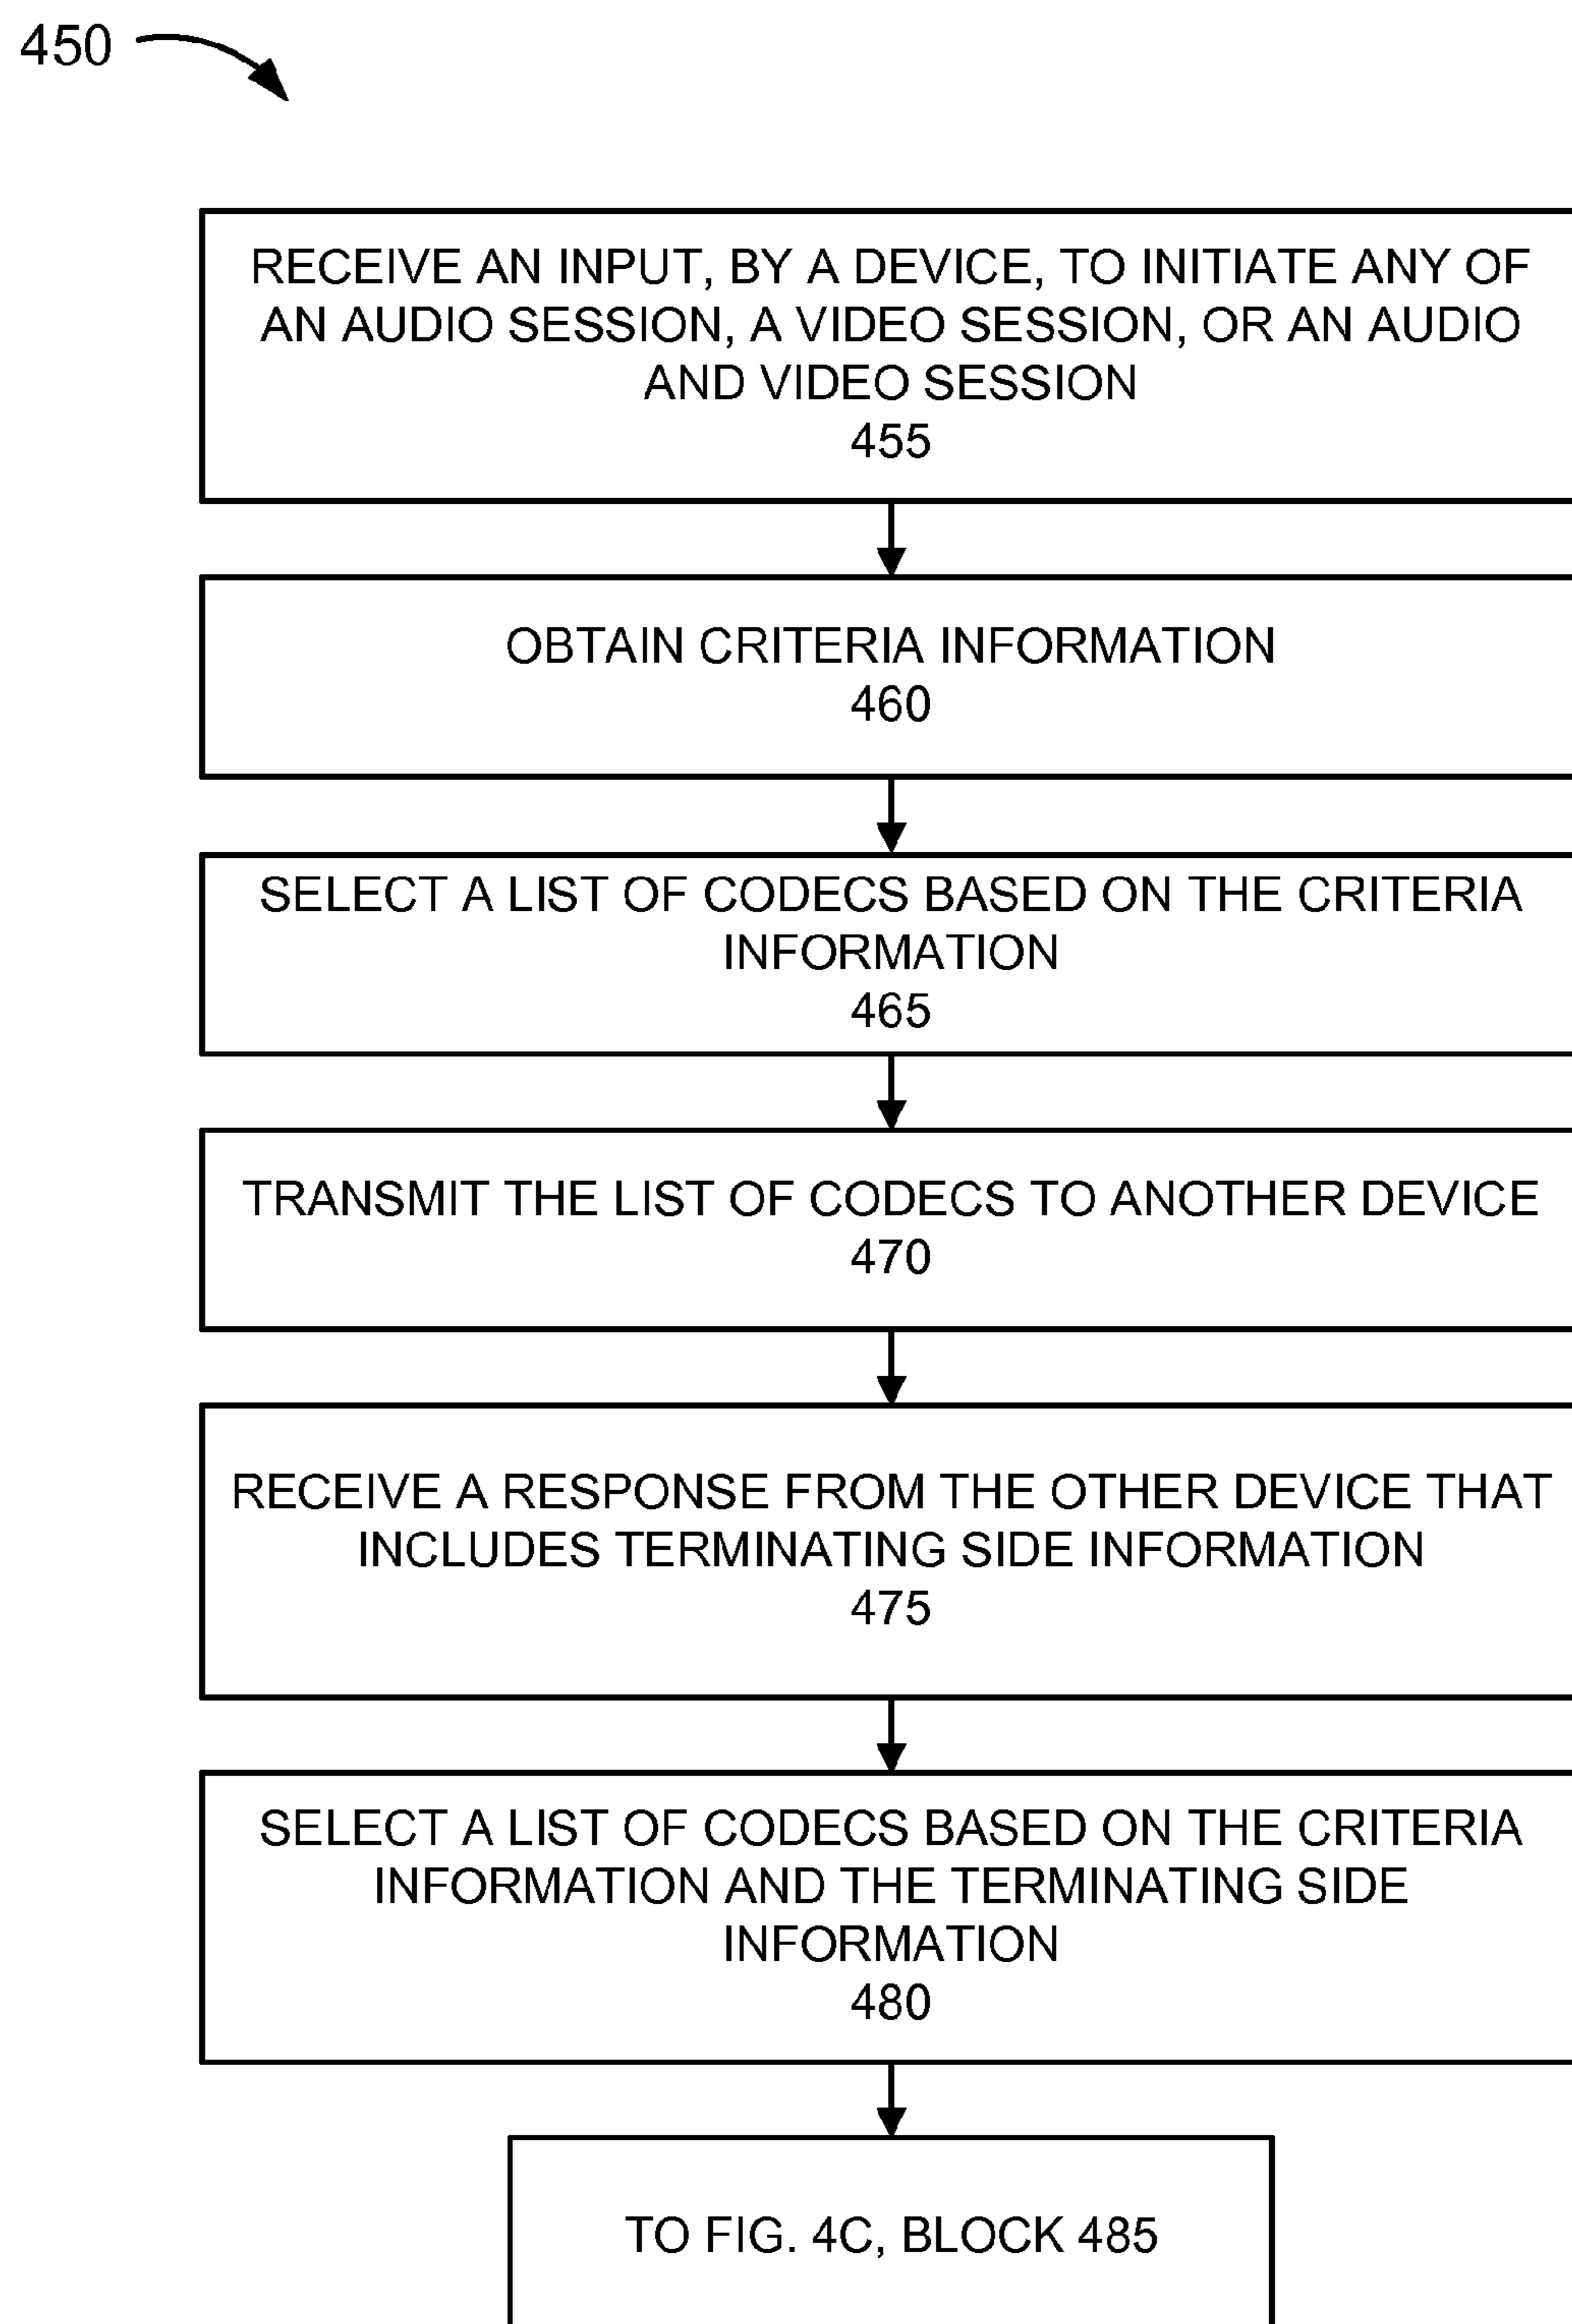 450
RECEIVE AN INPUT, BY A DEVICE, TO INITIATE ANY OF
AN AUDIO SESSION, A VIDEO SESSION, OR AN AUDIO
AND VIDEO SESSION
455
OBTAIN CRITERIA INFORMATION
460
SELECT A LIST OF CODECS BASED ON THE CRITERIA
INFORMATION
465
TRANSMIT THE LIST OF CODECS TO ANOTHER DEVICE
470
RECEIVE A RESPONSE FROM THE OTHER DEVICE THAT
INCLUDES TERMINATING SIDE INFORMATION
475
SELECT A LIST OF CODECS BASED ON THE CRITERIA
INFORMATION AND THE TERMINATING SIDE
INFORMATION
480
TO FIG. 4C, BLOCK 485